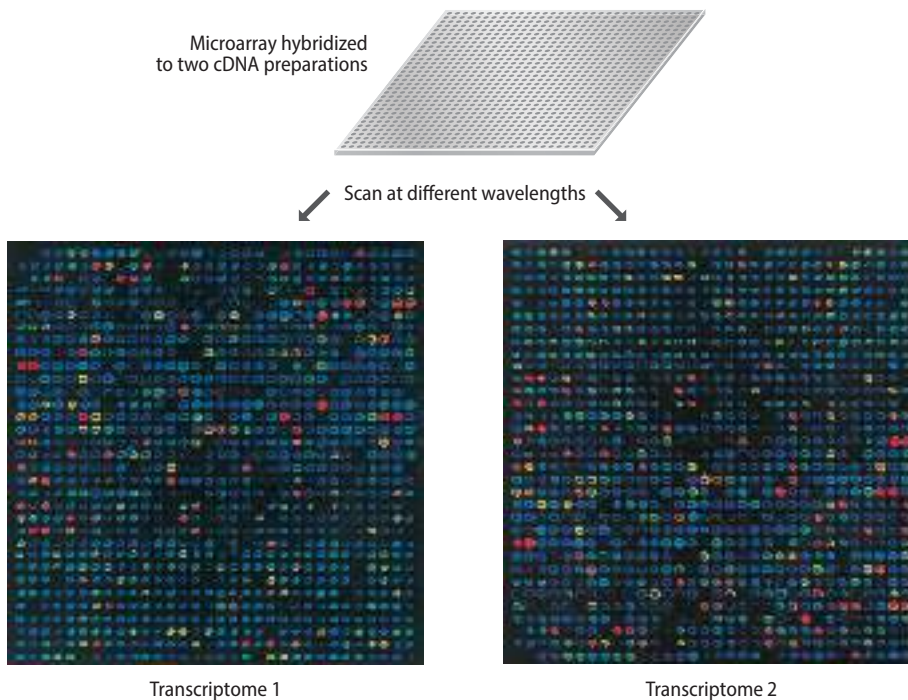 Microarray hybridized
to two cDNA preparations
Scan at different wavelengths
Transcriptome 1
Transcriptome 2